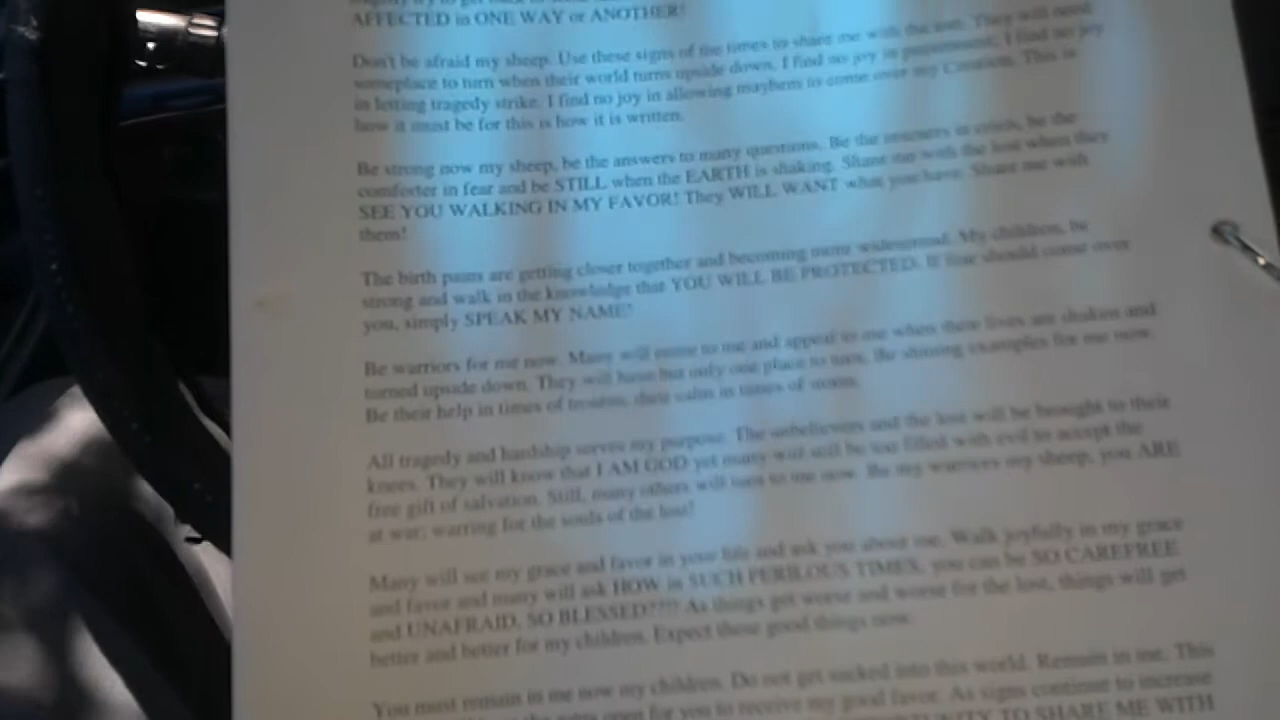 AFFECTED in ONE WAY or ANOTHER!
Don't be afraid my sheep. Use these signs of the times to share me with the lost. They will need
someplace to turn when their world turns upside down. I find no joy in punishment. I find no joy
in letting tragedy strike. I find no joy in allowing mayhem to come over my Creation. This is
how it must be for this is how it is written.
Be strong now my sheep, be the answers to many questions. Be the rescuers in crisis, be the
comforter in fear and be STILL when the EARTH is shaking. Share me with the lost when they
SEE YOU WALKING IN MY FAVOR! They WILL WANT what you have. Share me with
them!
The birth pains are getting closer together and becoming more widespread. My children, be
strong and walk in the knowledge that YOU WILL BE PROTECTED. If fear should come over
you, simply SPEAK MY NAME!
Be warriors for me now. Many will come to me and appeal to me when their lives are shaken and
turned upside down. They will have but only one place to turn. Be shining examples for me now.
Be their help in times of trouble, their calm in times of storm.
All tragedy and hardship serves my purpose. The unbelievers and the lost will be brought to their
knees. They will know that I AM GOD yet many will still be too filled with evil to accept the
free gift of salvation. Still, many others will turn to me now. Be my warriors my sheep, you ARE
at war; warring for the souls of the lost!
Many will see my grace and favor in your life and ask you about me. Walk joyfully in my grace
and favor and many will ask HOW in SUCH PERILOUS TIMES, you can be SO CAREFREE
and UNAFRAID, SO BLESSED???? As things get worse and worse for the lost, things will get
better and better for my children. Expect these good things now.
You must remain in me now my children. Do not get sucked into this world. Remain in me. This
open for you to receive my good favor. As signs continue to increase
TO SHARE ME WITH